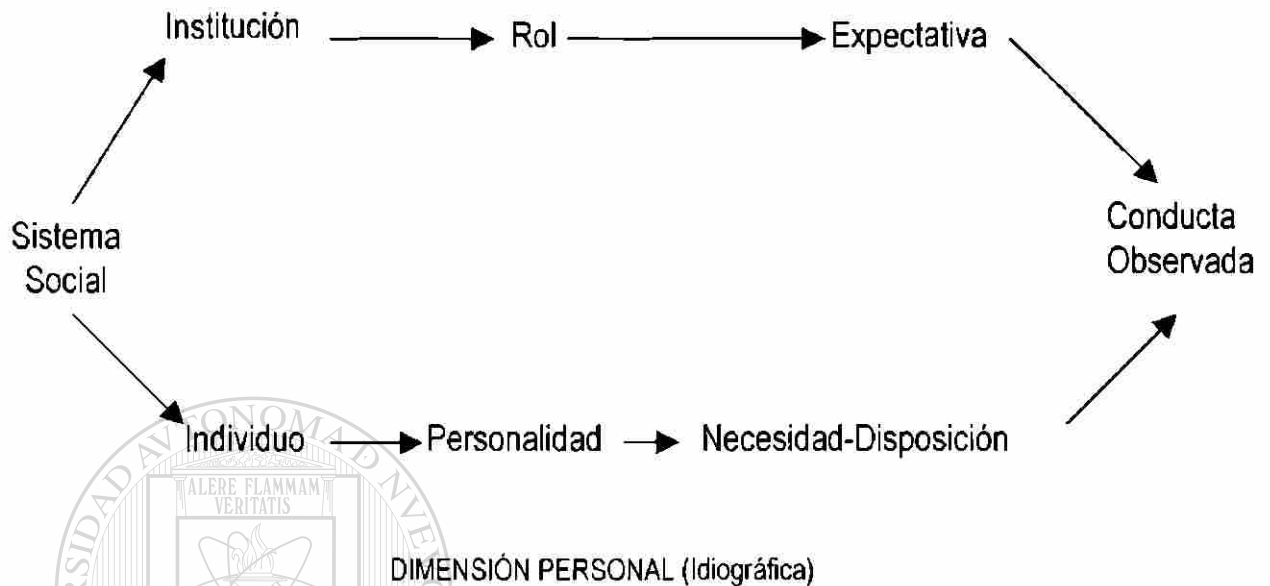 Institución Rol Expectativa
Sistema
Social
Conducta
Observada
Individuo Personalidad Necesidad-Disposición
ALERE FLAMMAM
VERITATIS
DIMENSIÓN PERSONAL (Idiográfica)